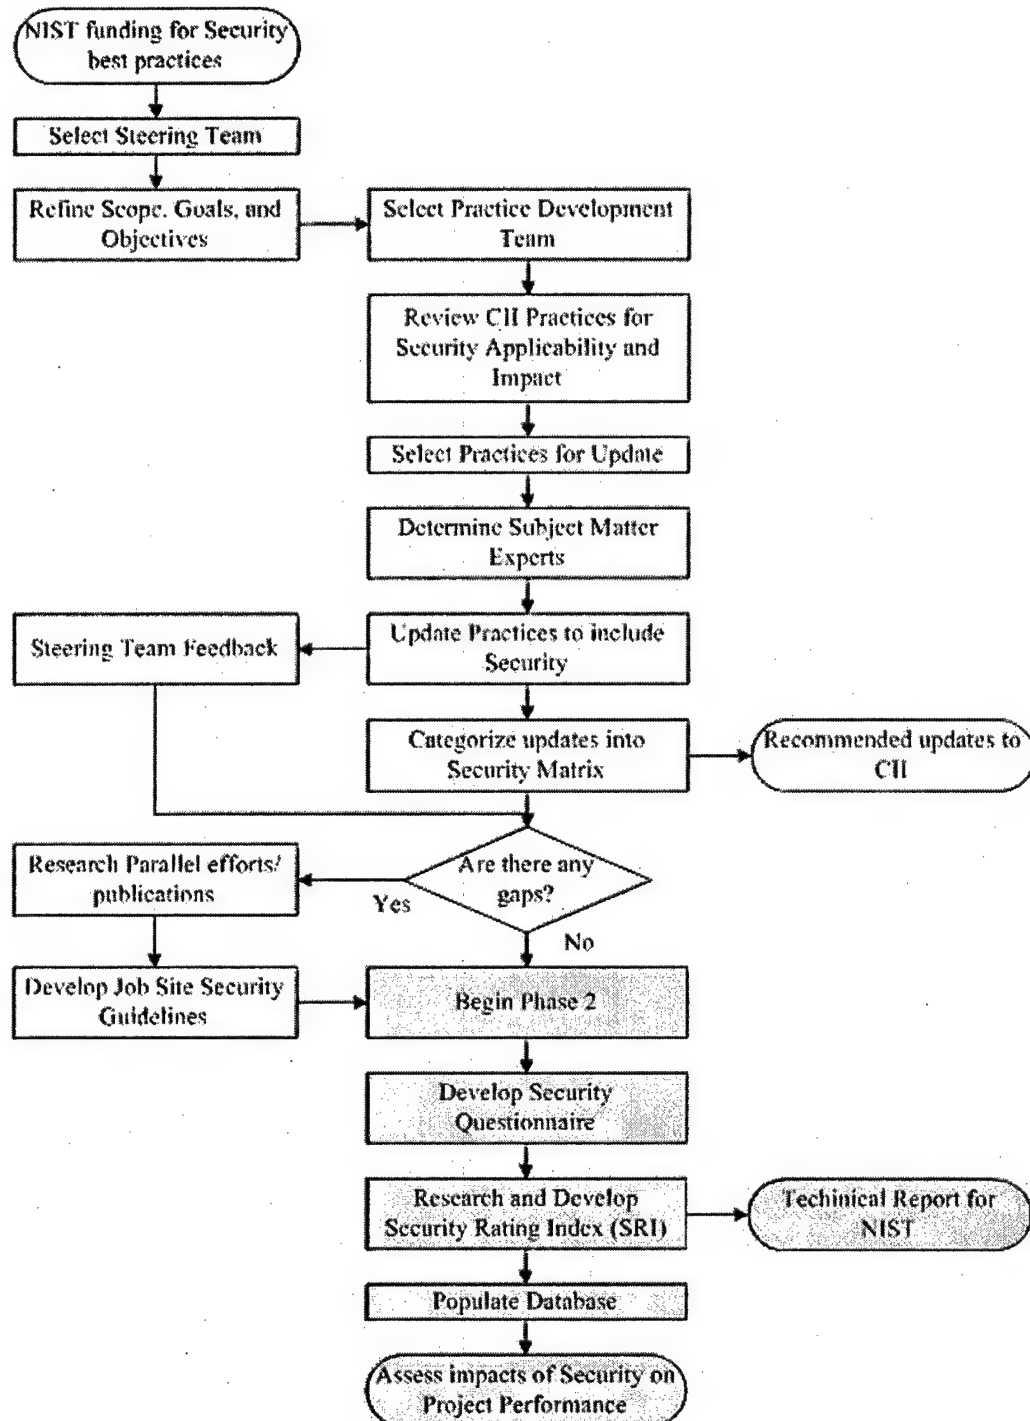 NIST funding for Security
best practices
Select Steering Team
Refine Scope, Goals, and
Objectives
Select Practice Development
Team
Review CII Practices for
Security Applicability and
Impact
Select Practices for Update
Determine Subject Matter
Experts
Steering Team Feedback
Update Practices to include
Security
Categorize updates into
Security Matrix
Recommended updates to
CII
Are there any
gaps?
Yes
No
Research Parallel efforts/
publications
Develop Job Site Security
Guidelines
Begin Phase 2
Develop Security
Questionnaire
Research and Develop
Security Rating Index (SRI)
Techinical Report for
NIST
Populate Database
Assess impacts of Security on
Project Performance